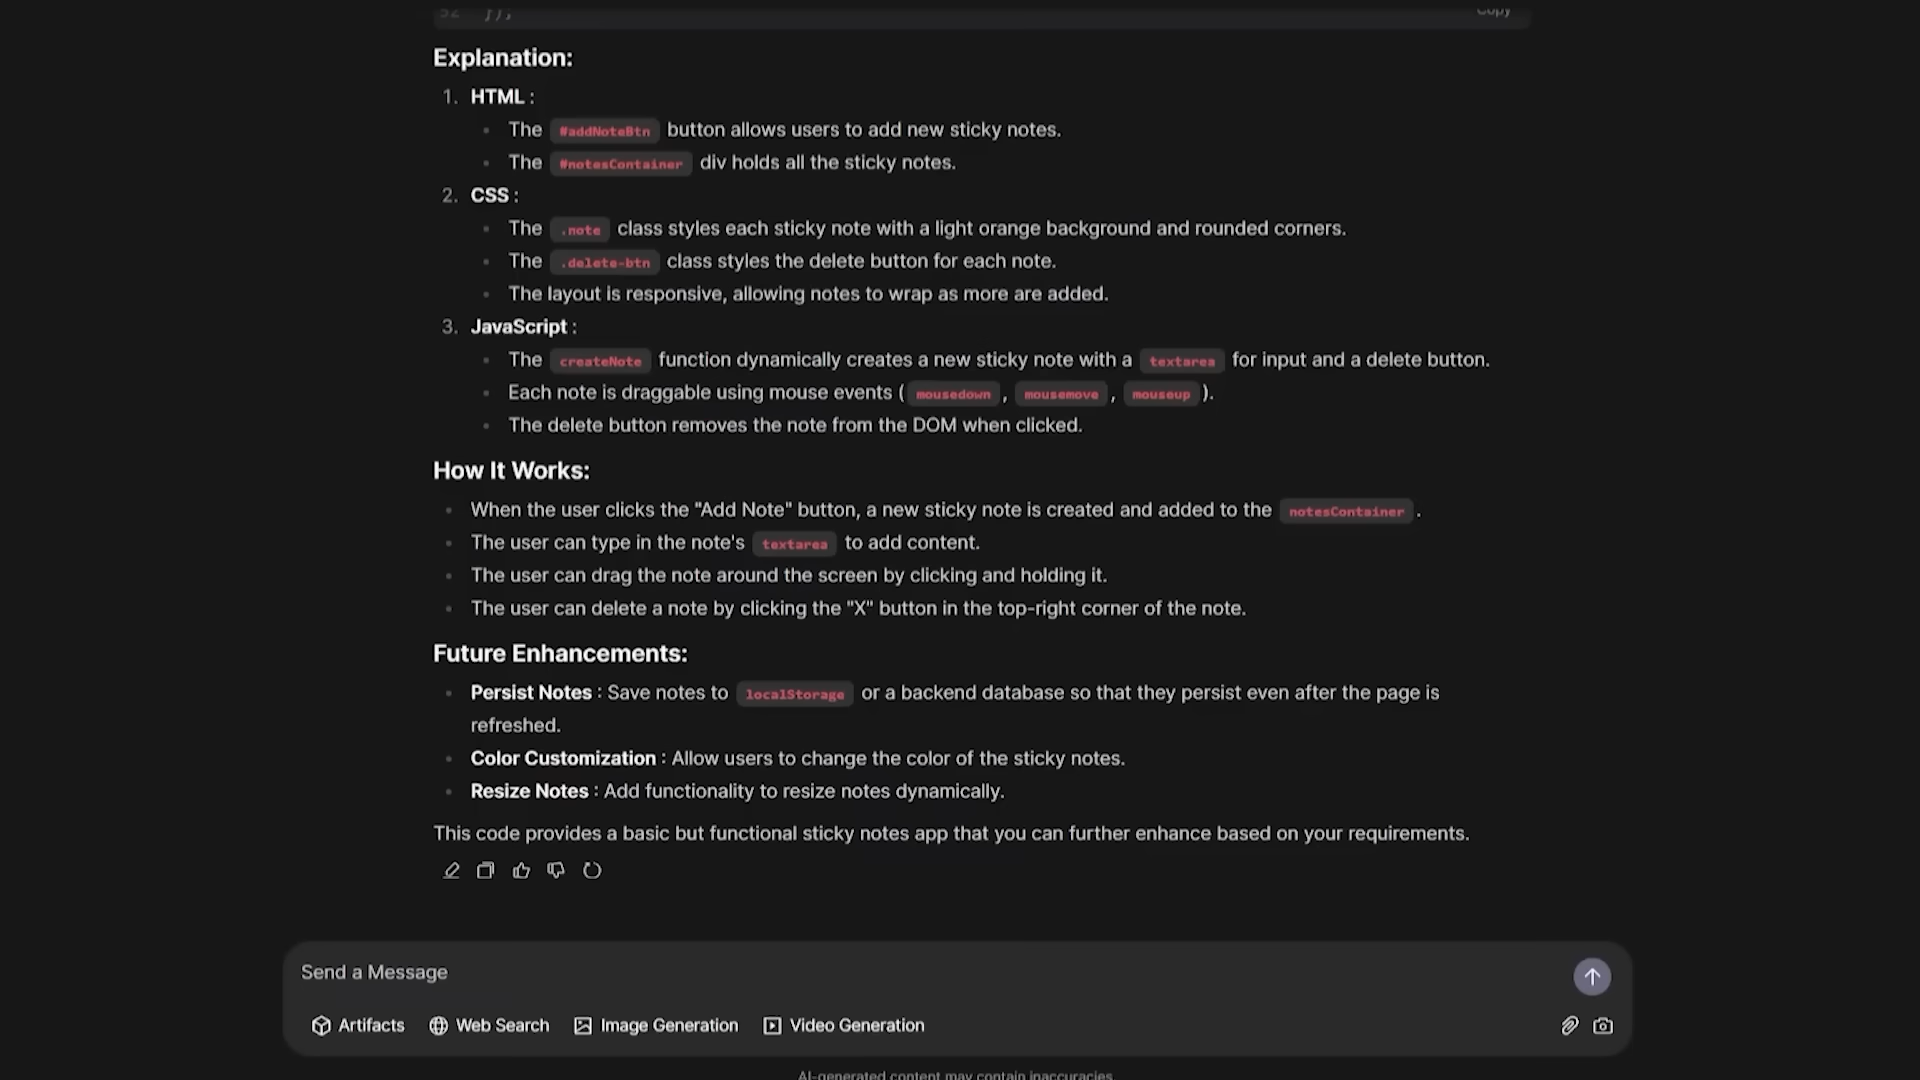 52 });
Copy
Explanation:
1. HTML :
The #addNoteBtn button allows users to add new sticky notes.
The #notesContainer div holds all the sticky notes.
2. CSS :
The .note class styles each sticky note with a light orange background and rounded corners.
The .delete-btn class styles the delete button for each note.
The layout is responsive, allowing notes to wrap as more are added.
3. JavaScript :
The createNote function dynamically creates a new sticky note with a textarea for input and a delete button.
Each note is draggable using mouse events ( mousedown , mousemove , mouseup ).
The delete button removes the note from the DOM when clicked.
How It Works:
When the user clicks the "Add Note" button, a new sticky note is created and added to the notesContainer .
The user can type in the note's textarea to add content.
The user can drag the note around the screen by clicking and holding it.
The user can delete a note by clicking the "X" button in the top-right corner of the note.
Future Enhancements:
Persist Notes : Save notes to localStorage or a backend database so that they persist even after the page is
refreshed.
Color Customization : Allow users to change the color of the sticky notes.
Resize Notes : Add functionality to resize notes dynamically.
This code provides a basic but functional sticky notes app that you can further enhance based on your requirements.
Send a Message
Artifacts Web Search Image Generation Video Generation
AI-generated content may contain inaccuracies.